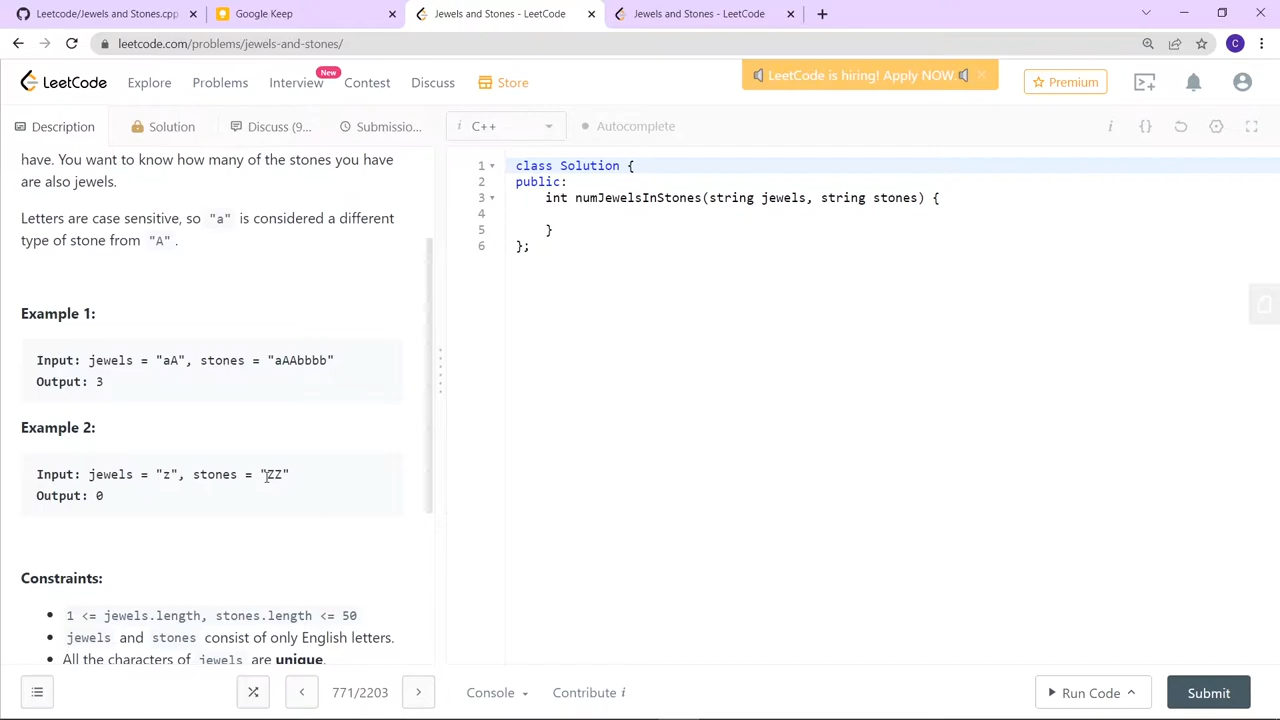 Leetcode/Jewels and Stones.cpp
Google Keep
Jewels and Stones - LeetCode
Jewels and Stones - LeetCode
leetcode.com/problems/jewels-and-stones/
C
LeetCode
Explore
Problems
Interview
New
Contest
Discuss
Store
LeetCode is hiring! Apply NOW.
Premium
Description
Solution
Discuss (9...
Submissio...
i C++
Autocomplete
have. You want to know how many of the stones you have
are also jewels.
Letters are case sensitive, so "a" is considered a different
type of stone from "A".
Example 1:
Input: jewels = "aA", stones = "aAAbbbb"
Output: 3
Example 2:
Input: jewels = "z", stones = "ZZ"
Output: 0
Constraints:
1 <= jewels.length, stones.length <= 50
jewels and stones consist of only English letters.
All the characters of jewels are unique.
1 class Solution {
2 public:
3 int numJewelsInStones(string jewels, string stones) {
4
5 }
6 };
771/2203
Console
Contribute i
Run Code
Submit